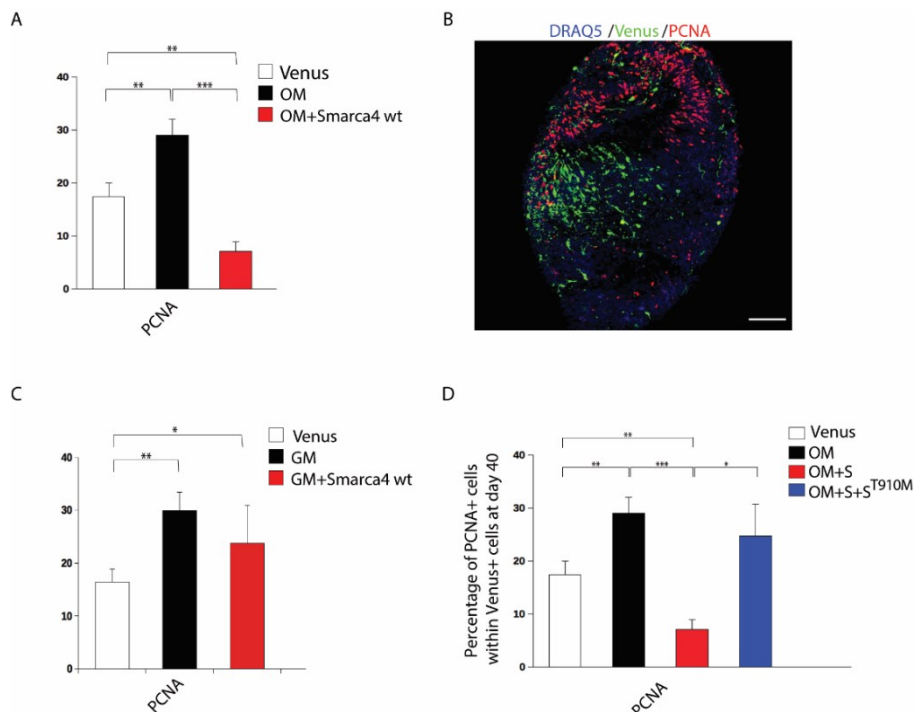 A
**
**
***
Venus
OM
OM+Smarca4 wt
40
30
20
10
0
PCNA
B
DRAQ5 /Venus/PCNA
C
*
**
Venus
GM
GM+Smarca4 wt
40
30
20
10
0
PCNA
D
**
**
***
*
Venus
OM
OM+S
OM+S+S^T910M
Percentage of PCNA+ cells
within Venus+ cells at day 40
40
30
20
10
0
PCNA